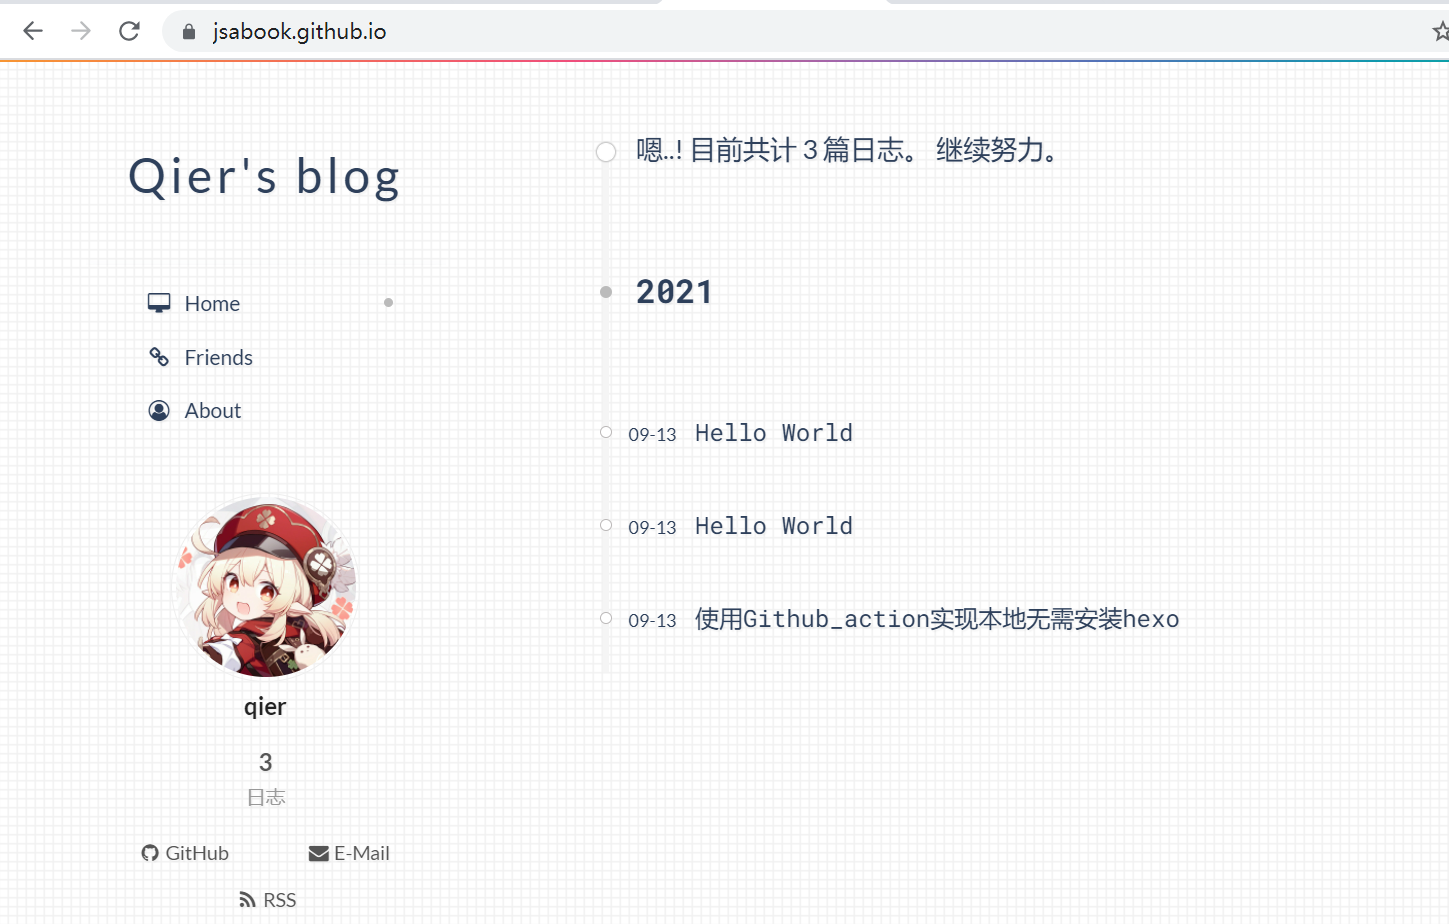 jsabook.github.io
Qier's blog
Home
Friends
About
qier
3
日志
GitHub
E-Mail
RSS
嗯..! 目前共计 3 篇日志。 继续努力。
2021
09-13 Hello World
09-13 Hello World
09-13 使用Github_action实现本地无需安装hexo